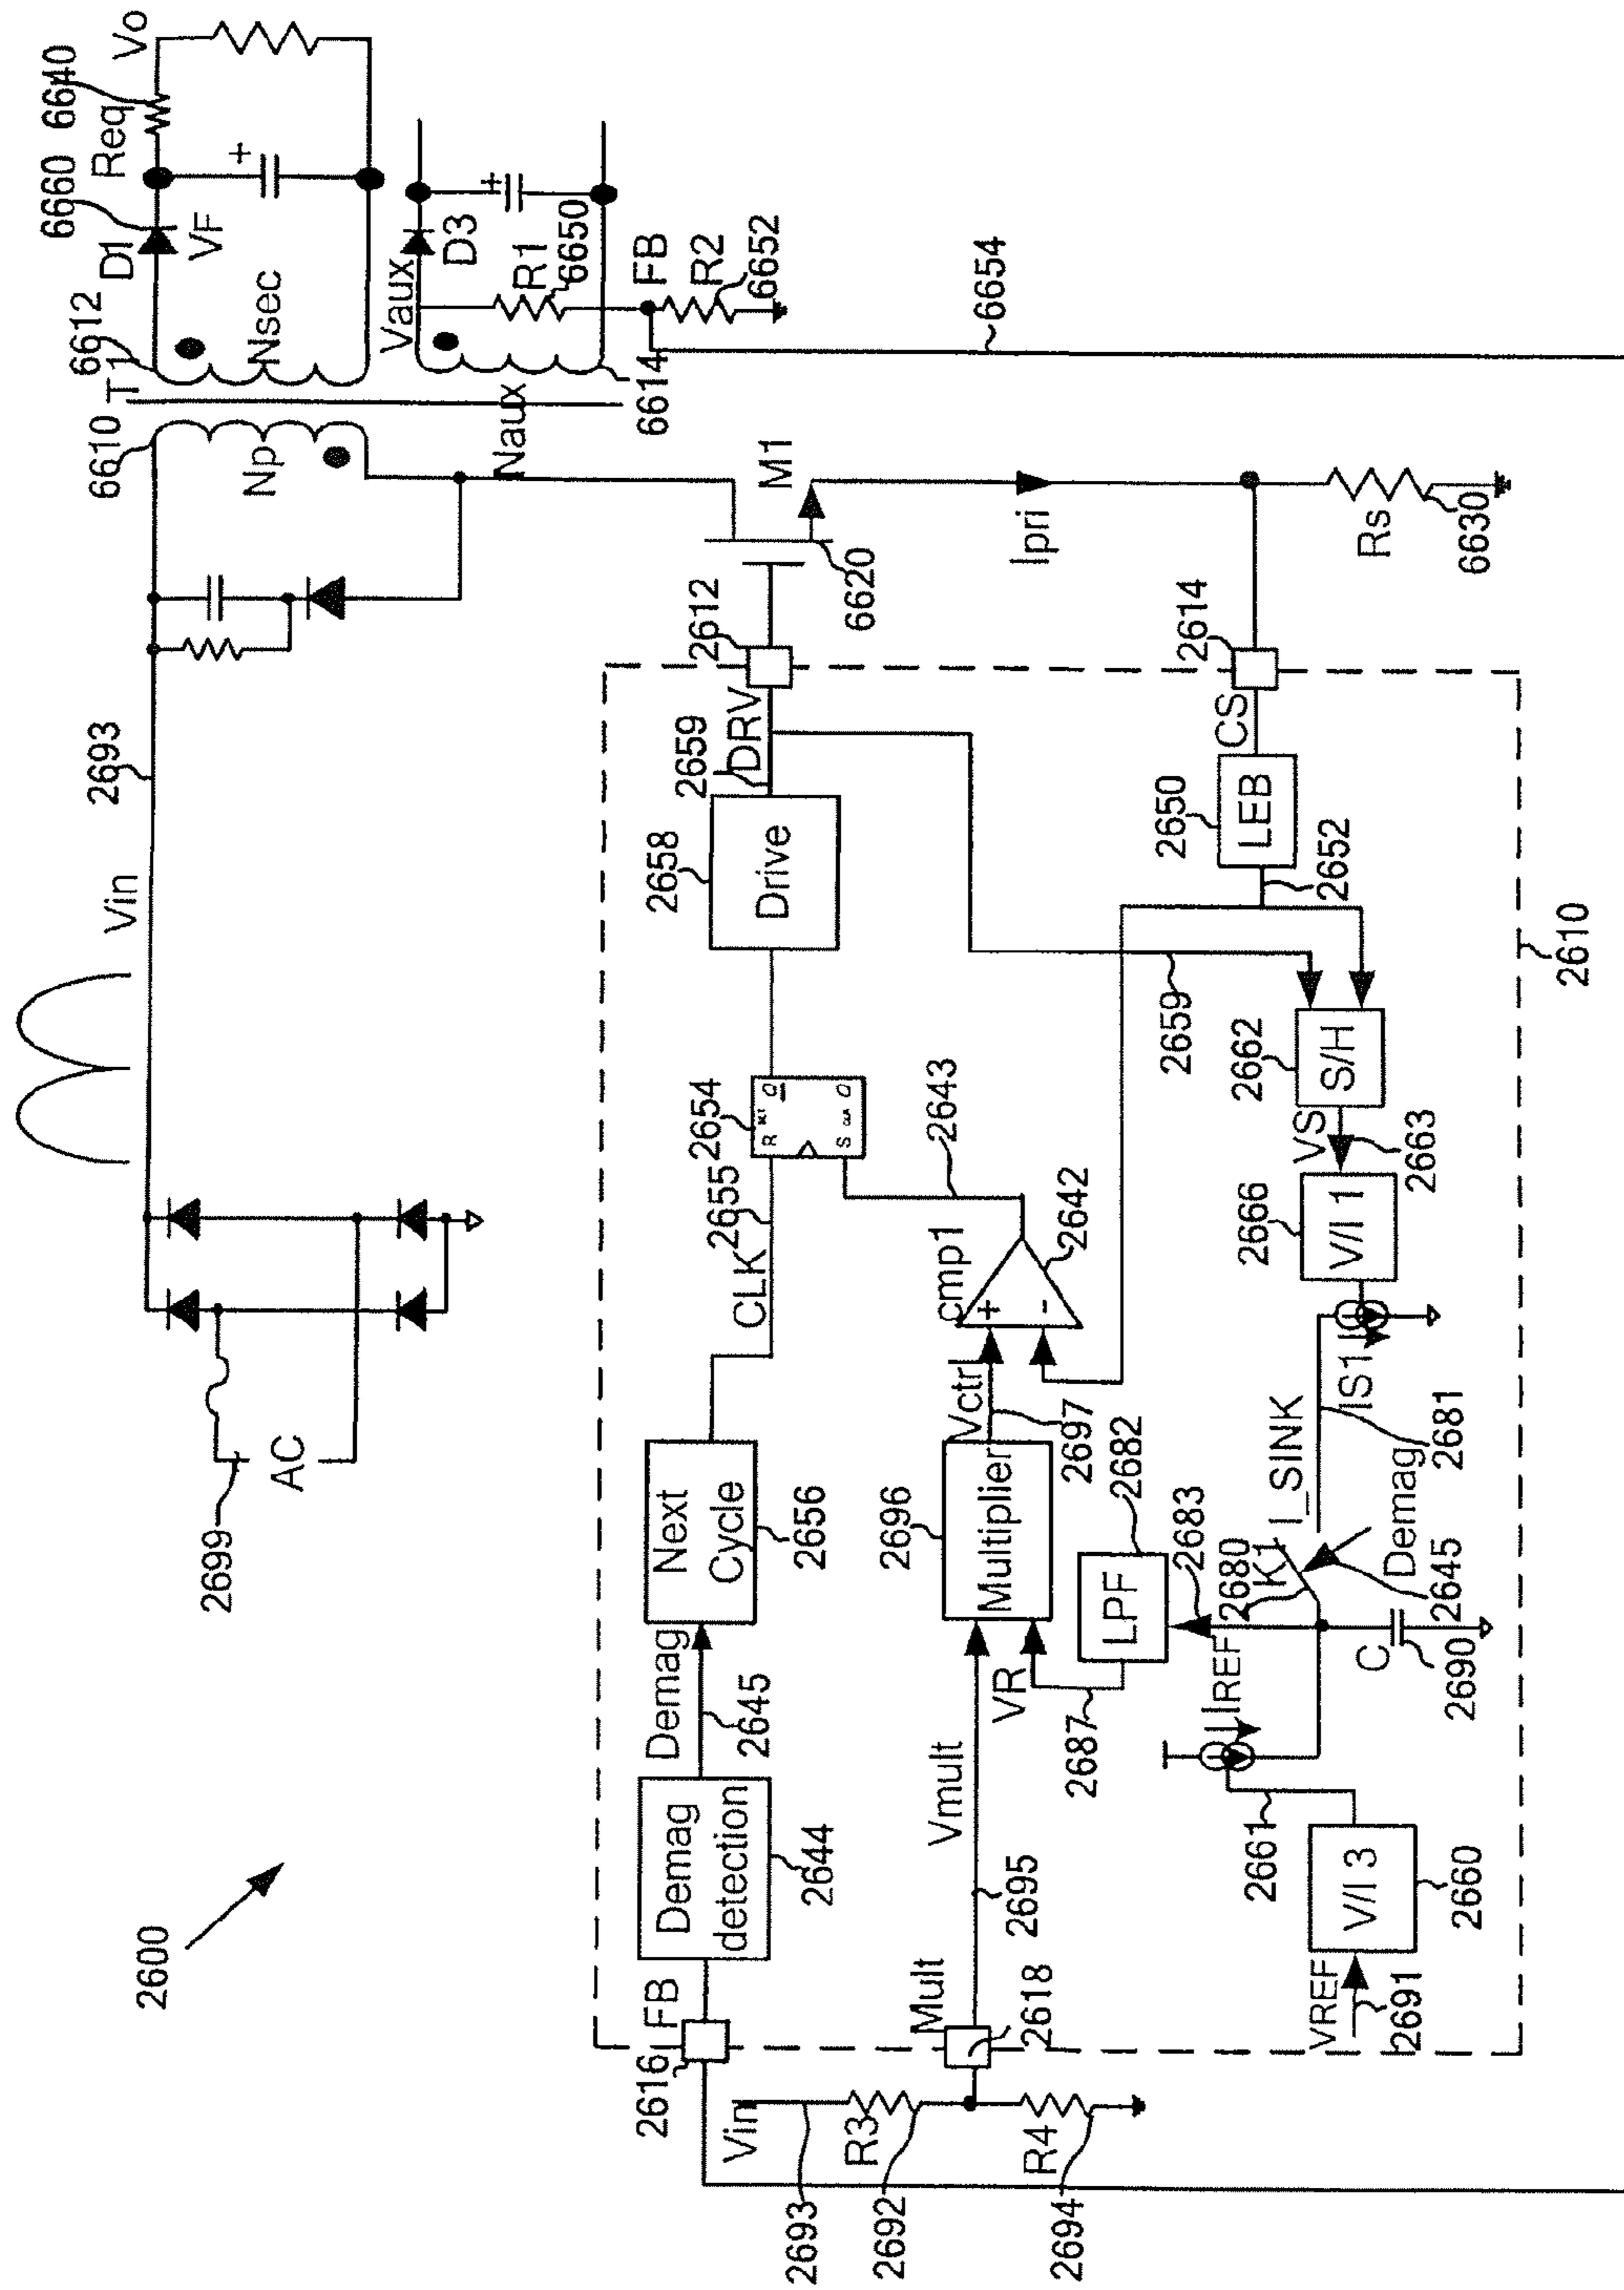 2600
2699
AC
Vin
2693
6610
Np
T1
6612
Nsec
D1
6660
VF
Req
6640
Vo
Naux
6614
Vaux
D3
R1
6650
FB
R2
6652
6654
M1
6620
Ipri
Rs
6630
2616
FB
Demag
detection
2644
Demag
2645
Next
Cycle
2656
CLK
2655
2654
R
Q
S
Q
2658
Drive
2659
DRV
2612
Vin
2693
R3
2692
R4
2694
Mult
2618
2695
Vmult
2696
Multiplier
Vctrl
2697
cmp1
+
-
2642
2643
2659
VR
2687
LPF
2682
2683
2650
LEB
2652
CS
2614
VREF
2691
V/I 3
2660
2661
IREF
2680
K1
C
2690
Demag
2645
I_SINK
2681
IS1
2666
V/I 1
VS
2663
2662
S/H
2610